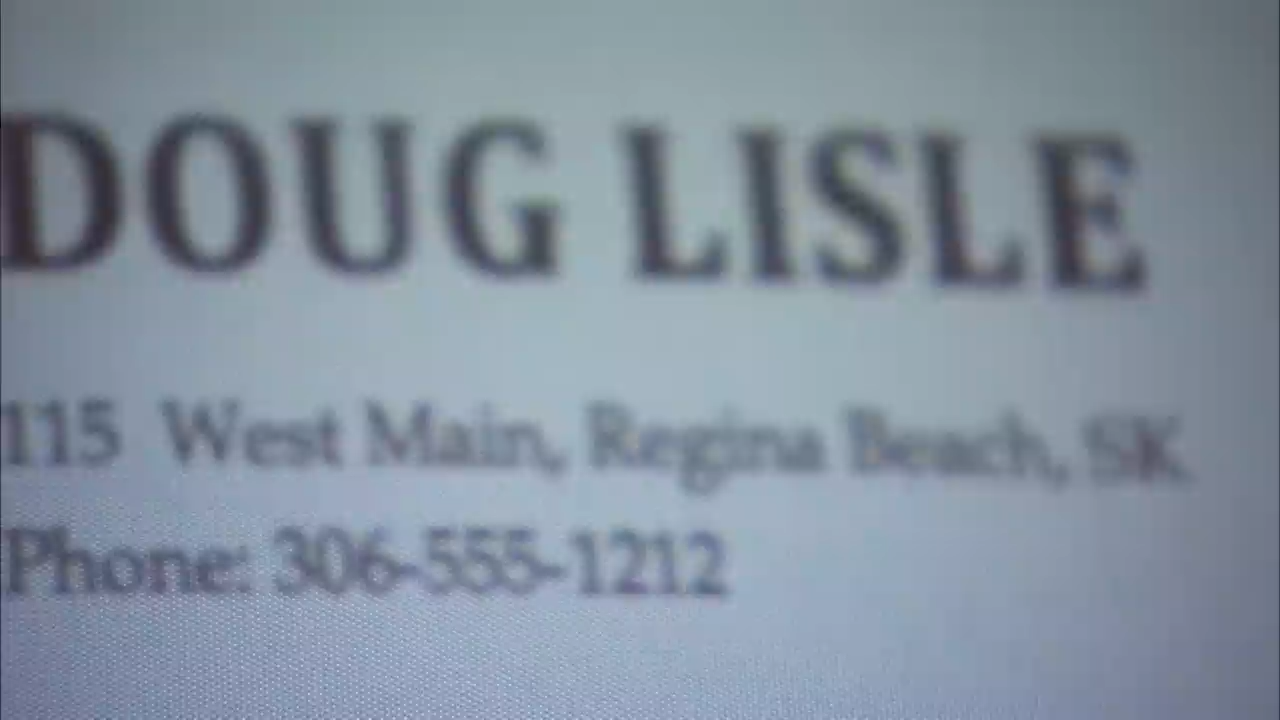 DOUG LISLE
115 West Main, Regina Beach, SK
Phone: 306-555-1212